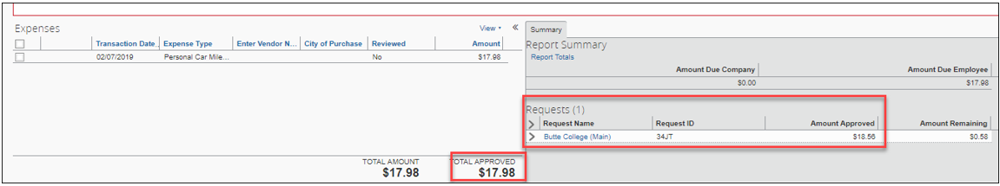 Expenses
View
Transaction Date Expense Type Enter Vendor N... City of Purchase Reviewed Amount
02/07/2019 Personal Car Mile... No $17.98
TOTAL AMOUNT TOTAL APPROVED
$17.98 $17.98
Summary
Report Summary
Report Totals
Amount Due Company Amount Due Employee
$0.00 $17.98
Requests (1)
Request Name Request ID Amount Approved Amount Remaining
Butte College (Main) 34JT $18.56 $0.58